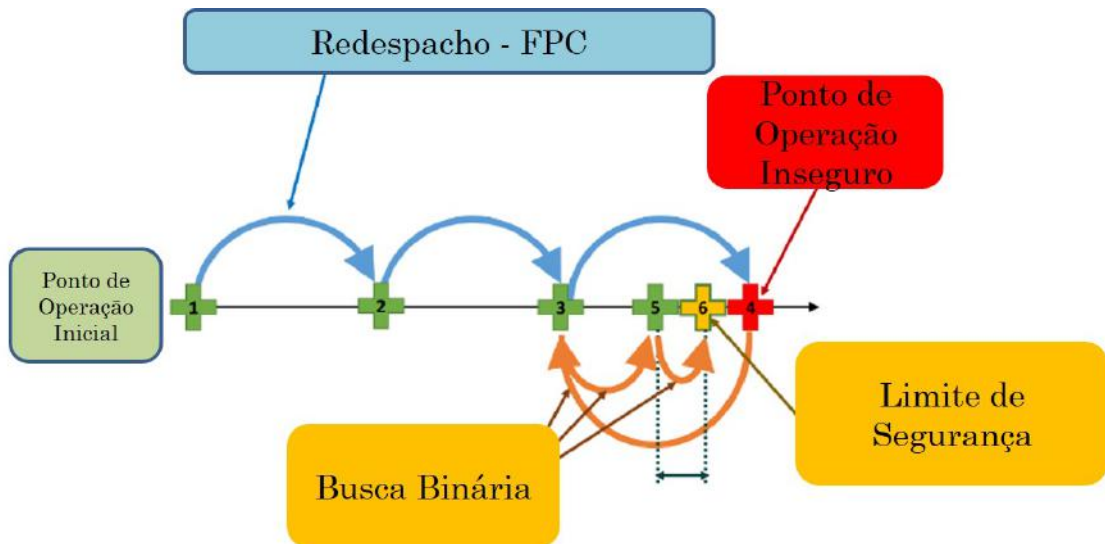 Redespacho - FPC
Ponto de
Operação
Inseguro
Ponto de
Operação
Inicial
1
2
3
5
6
4
Limite de
Segurança
Busca Binária